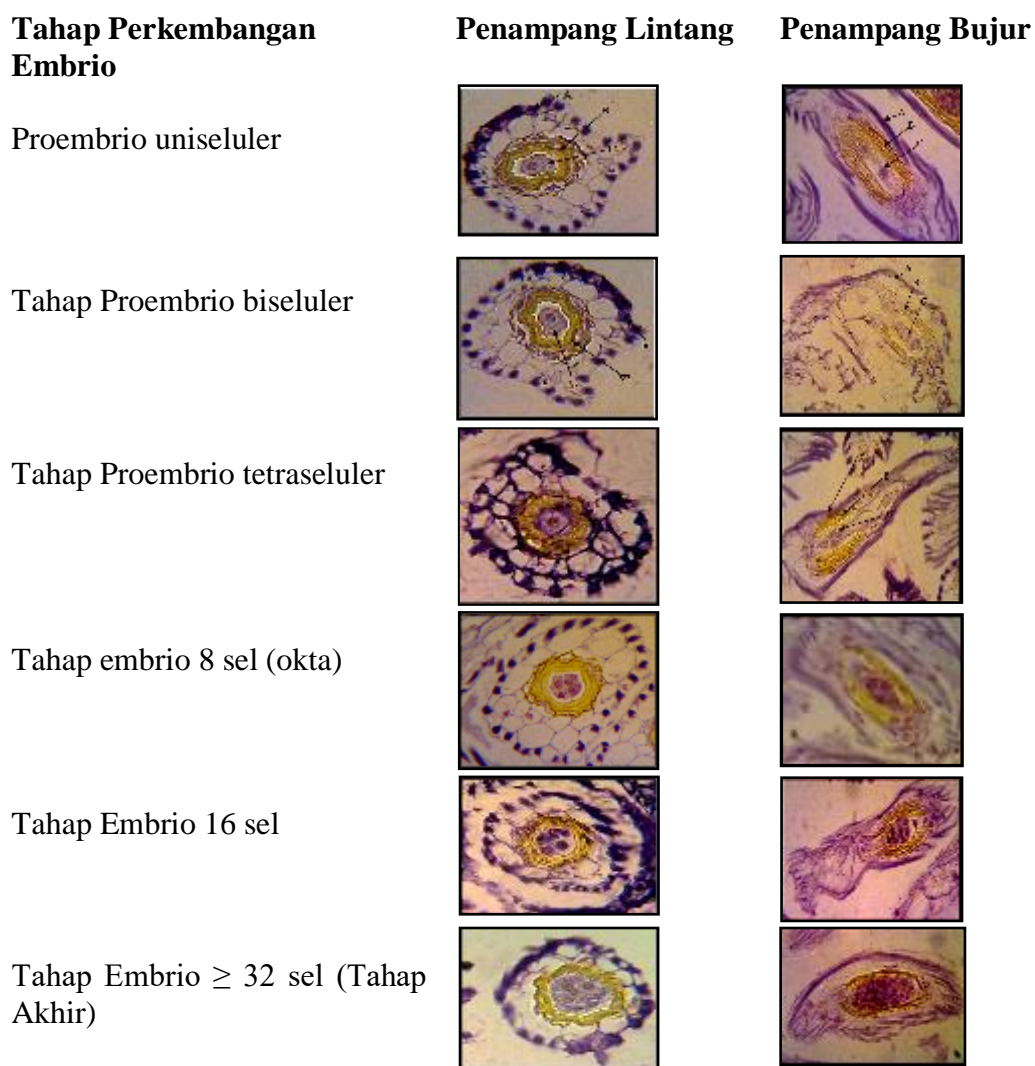 Tahap Perkembangan Embrio Penampang Lintang Penampang Bujur
Proembrio uniseluler
Tahap Proembrio biseluler
Tahap Proembrio tetraseluler
Tahap embrio 8 sel (okta)
Tahap Embrio 16 sel
Tahap Embrio ≥ 32 sel (Tahap
Akhir)